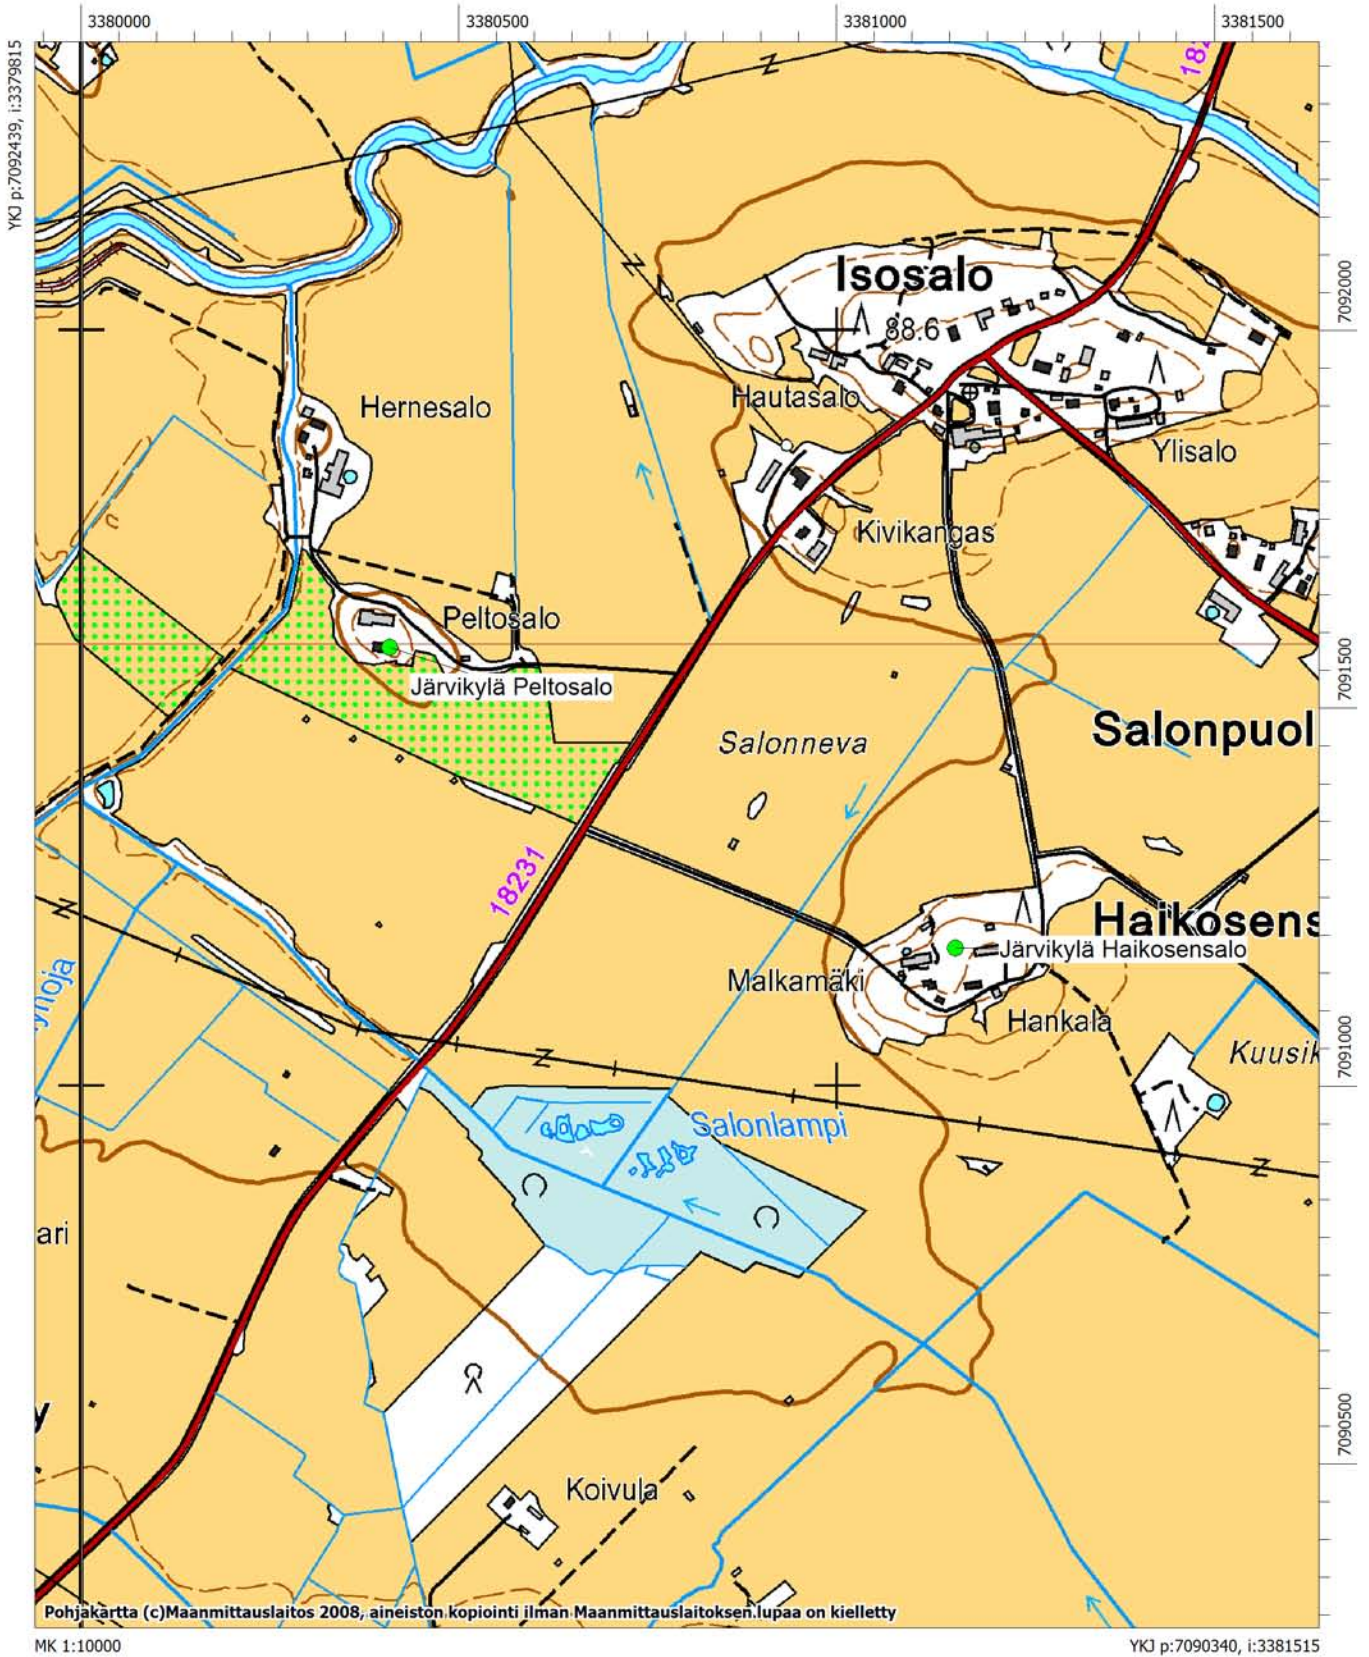 3380000 3380500 3381000 3381500
YKJ p:7092439, i:3379815
Isosalo
88.6
7092000
Hernesalo
Hautasalo
Ylisalo
Kivikangas
Peltosalo
Järvikylä Peltosalo
7091500
Salonneva
Salonpuol
18231
Haikosens
Järvikylä Haikosensalo
Malkamäki
Hankala
Kuusik
7091000
Salonlampi
ari
y
7090500
Koivula
Pohjakartta (c)Maanmittauslaitos 2008, aineiston kopiointi ilman Maanmittauslaitoksen lupaa on kielletty
MK 1:10000
YKJ p:7090340, i:3381515